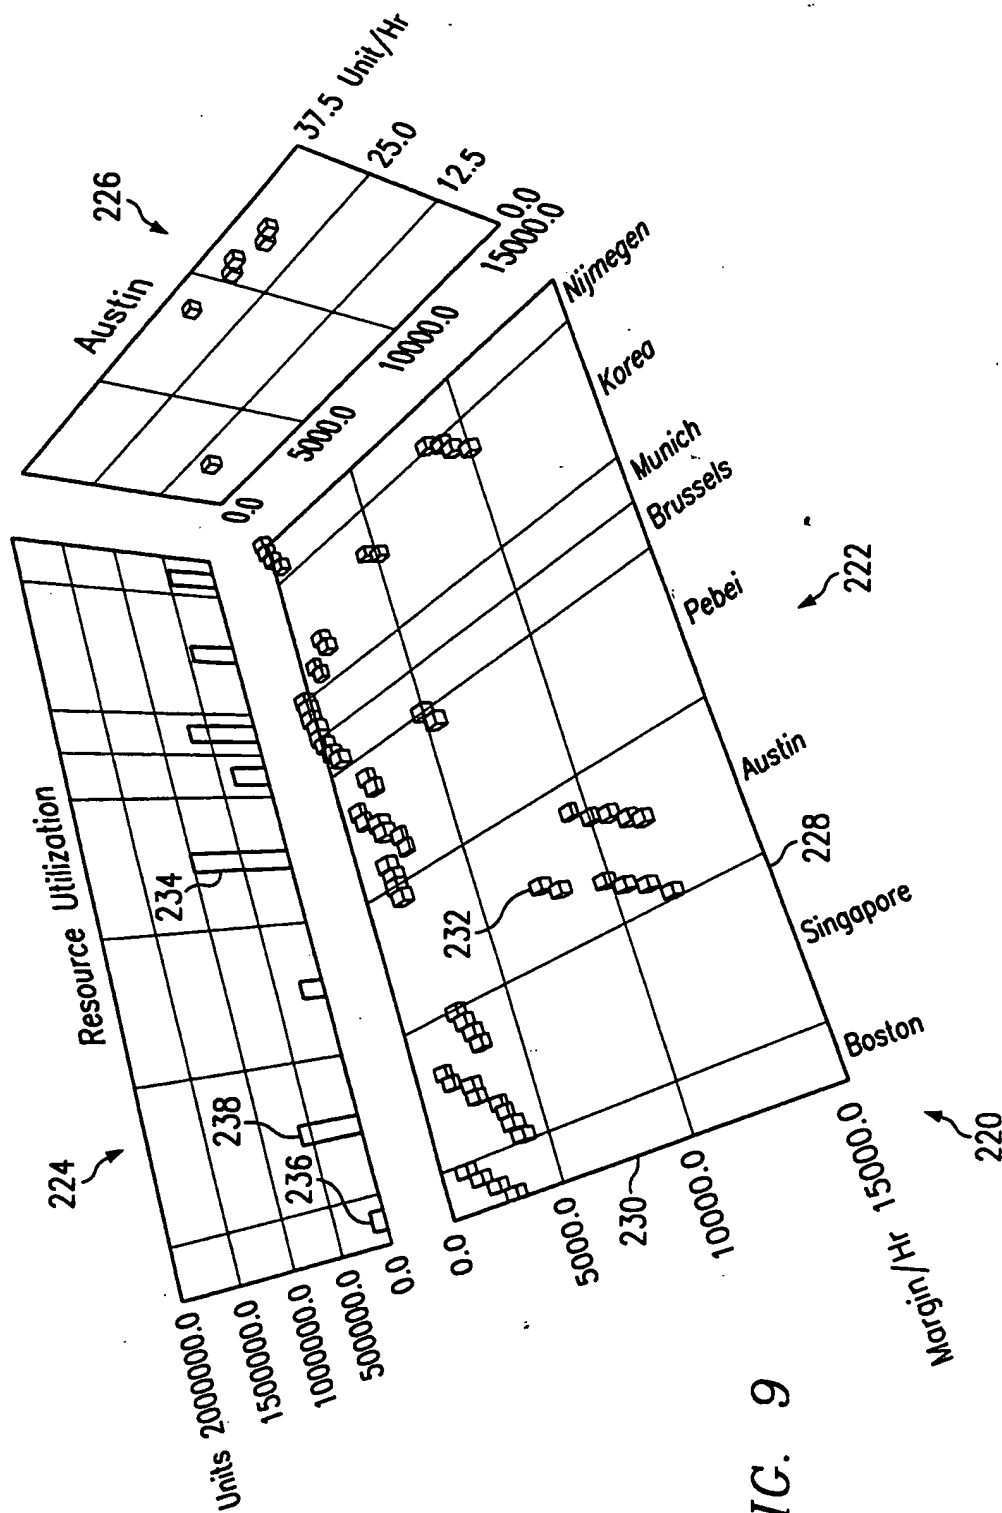 Resource Utilization
Austin
224
226
Units 2000000.0
1500000.0
1000000.0
500000.0
0.0
234
238
236
37.5 Unit/Hr
25.0
12.5
0.0
0.0
5000.0
10000.0
15000.0
232
Boston
Singapore
Austin
Pebei
Brussels
Munich
Korea
Nijmegen
228
222
220
0.0
5000.0
230
10000.0
Margin/Hr 15000.0
IG. 9